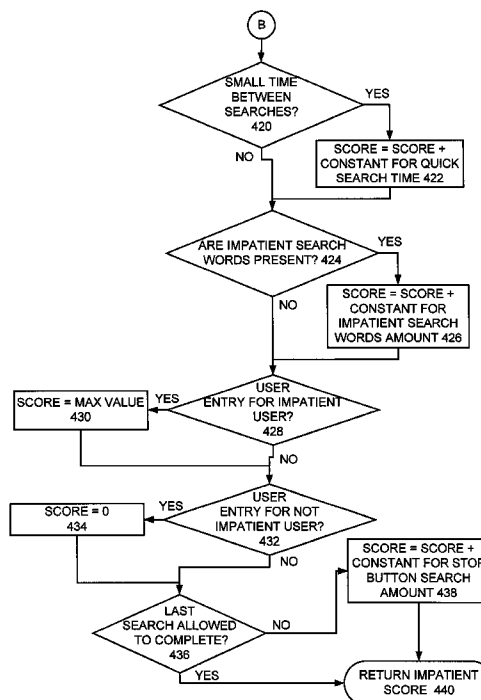 B
SMALL TIME
BETWEEN
SEARCHES?
420
YES
NO
SCORE = SCORE +
CONSTANT FOR QUICK
SEARCH TIME 422
ARE IMPATIENT SEARCH
WORDS PRESENT? 424
YES
NO
SCORE = SCORE +
CONSTANT FOR
IMPATIENT SEARCH
WORDS AMOUNT 426
USER
ENTRY FOR IMPATIENT
USER?
428
YES
NO
SCORE = MAX VALUE
430
USER
ENTRY FOR NOT
IMPATIENT USER?
432
YES
NO
SCORE = 0
434
SCORE = SCORE +
CONSTANT FOR STOP
BUTTON SEARCH
AMOUNT 438
LAST
SEARCH ALLOWED
TO COMPLETE?
436
NO
YES
RETURN IMPATIENT
SCORE 440